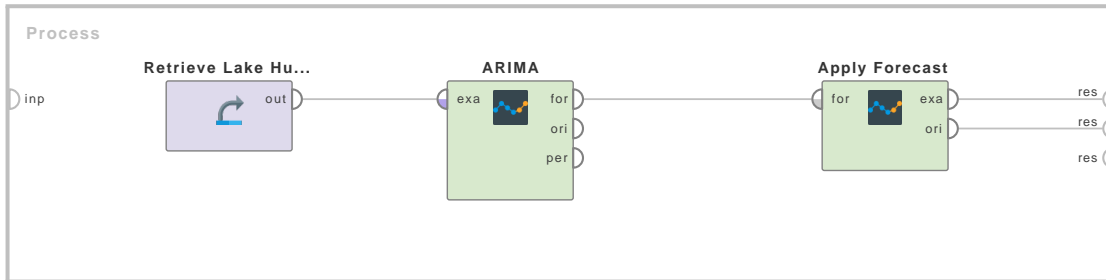 Process
Retrieve Lake Hu...
ARIMA
Apply Forecast
inp
out
exa
for
for
exa
res
ori
ori
res
per
res